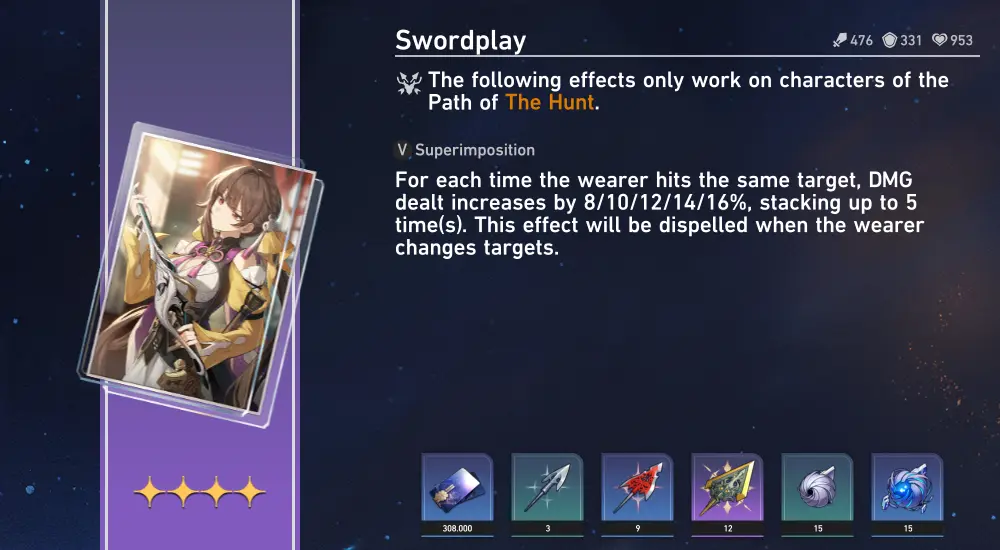 Swordplay
476 331 953
The following effects only work on characters of the
Path of The Hunt.
V Superimposition
For each time the wearer hits the same target, DMG
dealt increases by 8/10/12/14/16%, stacking up to 5
time(s). This effect will be dispelled when the wearer
changes targets.
308.000 3 9 12 15 15